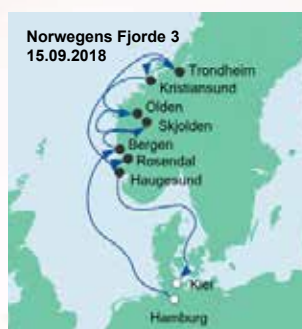 Norwegens Fjorde 3
15.09.2018
Trondheim
Kristiansund
Olden
Skjolden
Bergen
Rosendal
Haugesund
Kiel
Hamburg